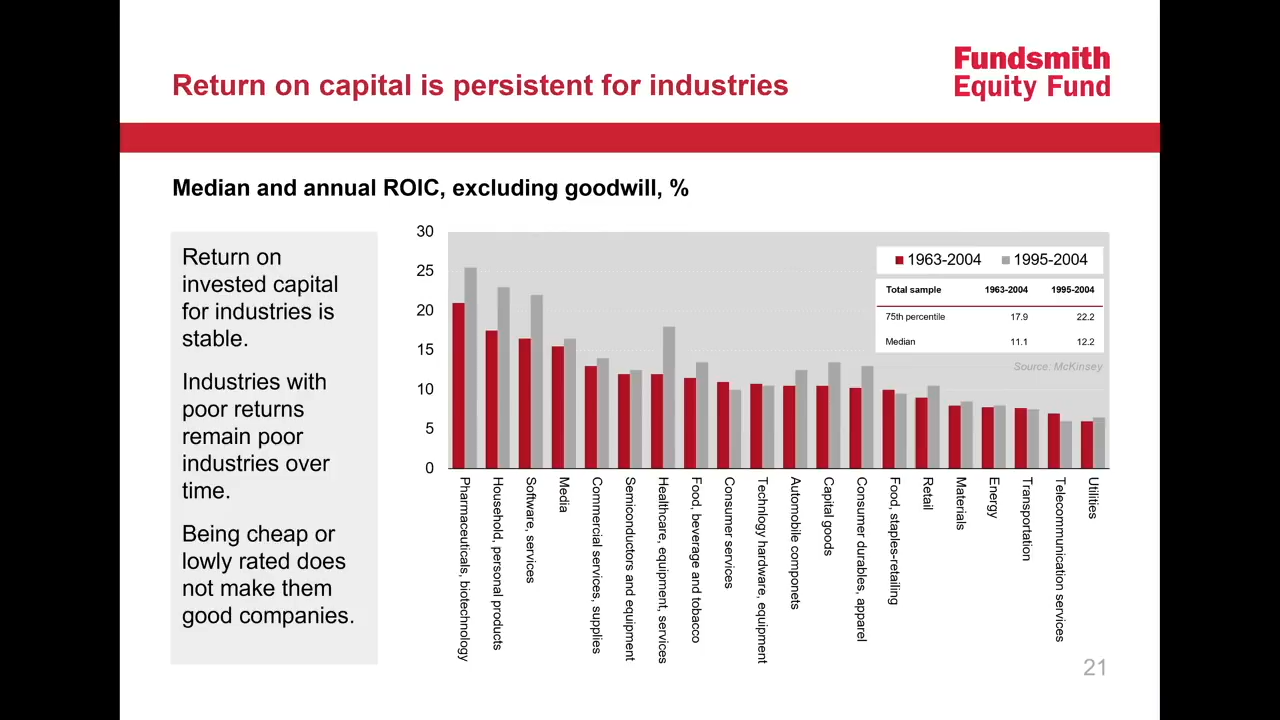 Return on capital is persistent for industries
Fundsmith
Equity Fund
Median and annual ROIC, excluding goodwill, %
Return on
invested capital
for industries is
stable.
Industries with
poor returns
remain poor
industries over
time.
Being cheap or
lowly rated does
not make them
good companies.
30
25
20
15
10
5
0
1963-2004 1995-2004
Total sample 1963-2004 1995-2004
75th percentile 17.9 22.2
Median 11.1 12.2
Source: McKinsey
Pharmaceuticals, biotechnology
Household, personal products
Software, services
Media
Commercial services, supplies
Semiconductors and equipment
Healthcare, equipment, services
Food, beverage and tobacco
Consumer services
Technlogy hardware, equipment
Automobile componets
Capital goods
Consumer durables, apparel
Food, staples-retailing
Retail
Materials
Energy
Transportation
Telecommunication services
Utilities
21